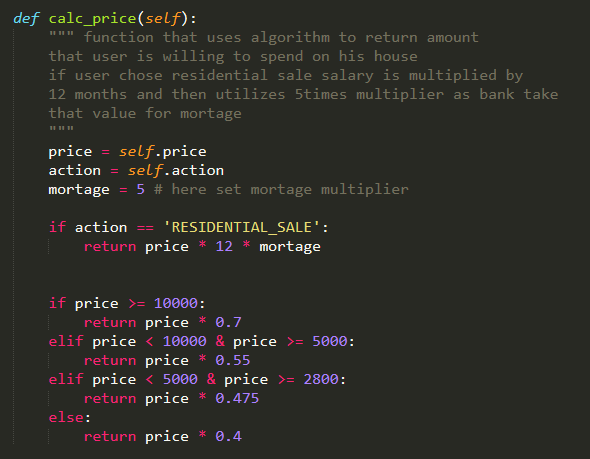 def calc_price(self):
    """ function that uses algorithm to return amount
    that user is willing to spend on his house
    if user chose residential sale salary is multiplied by
    12 months and then utilizes 5times multiplier as bank take
    that value for mortage
    """
    price = self.price
    action = self.action
    mortage = 5 # here set mortage multiplier
    if action == 'RESIDENTIAL_SALE':
        return price * 12 * mortage
    if price >= 10000:
        return price * 0.7
    elif price < 10000 & price >= 5000:
        return price * 0.55
    elif price < 5000 & price >= 2800:
        return price * 0.475
    else:
        return price * 0.4